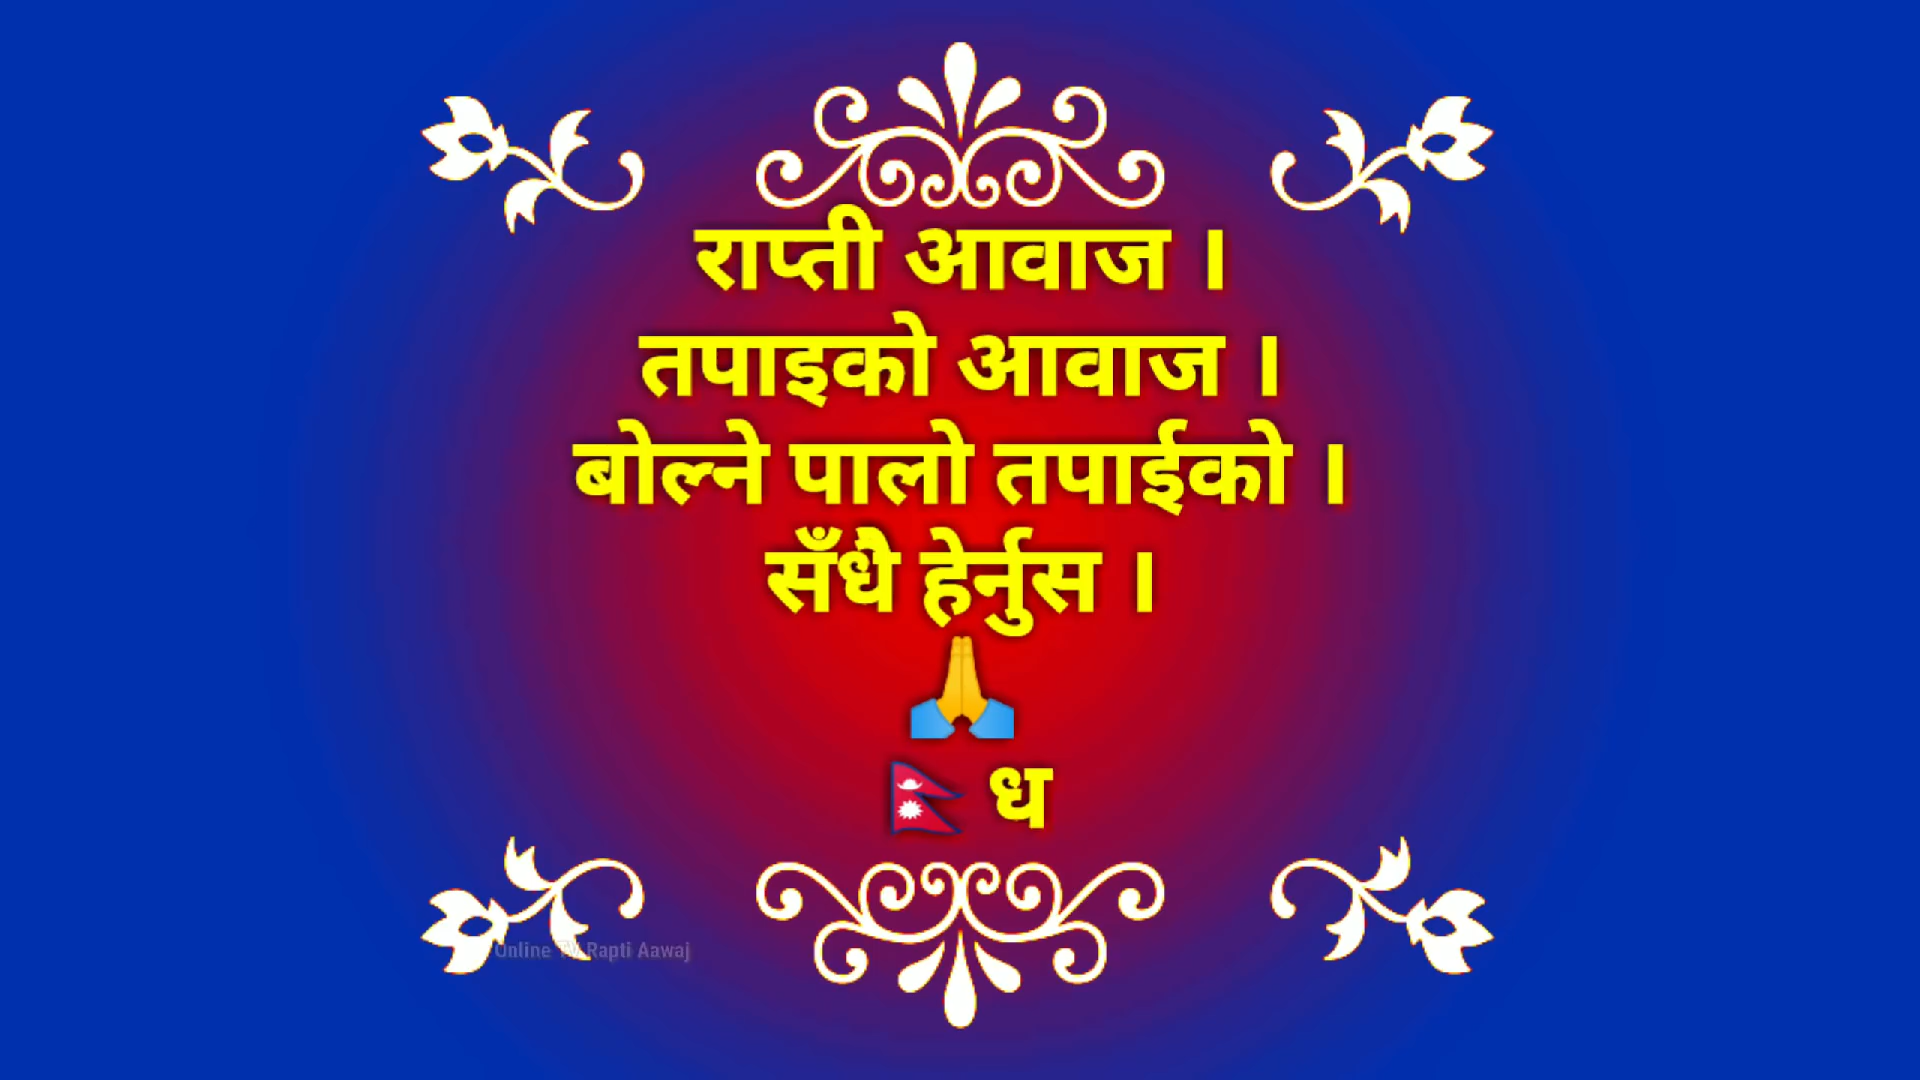 राप्ती आवाज ।
तपाइको आवाज ।
बोल्ने पालो तपाईको ।
सँधै हेर्नुस ।
🙏
🇳🇵 ध
Online TV Rapti Aawaj